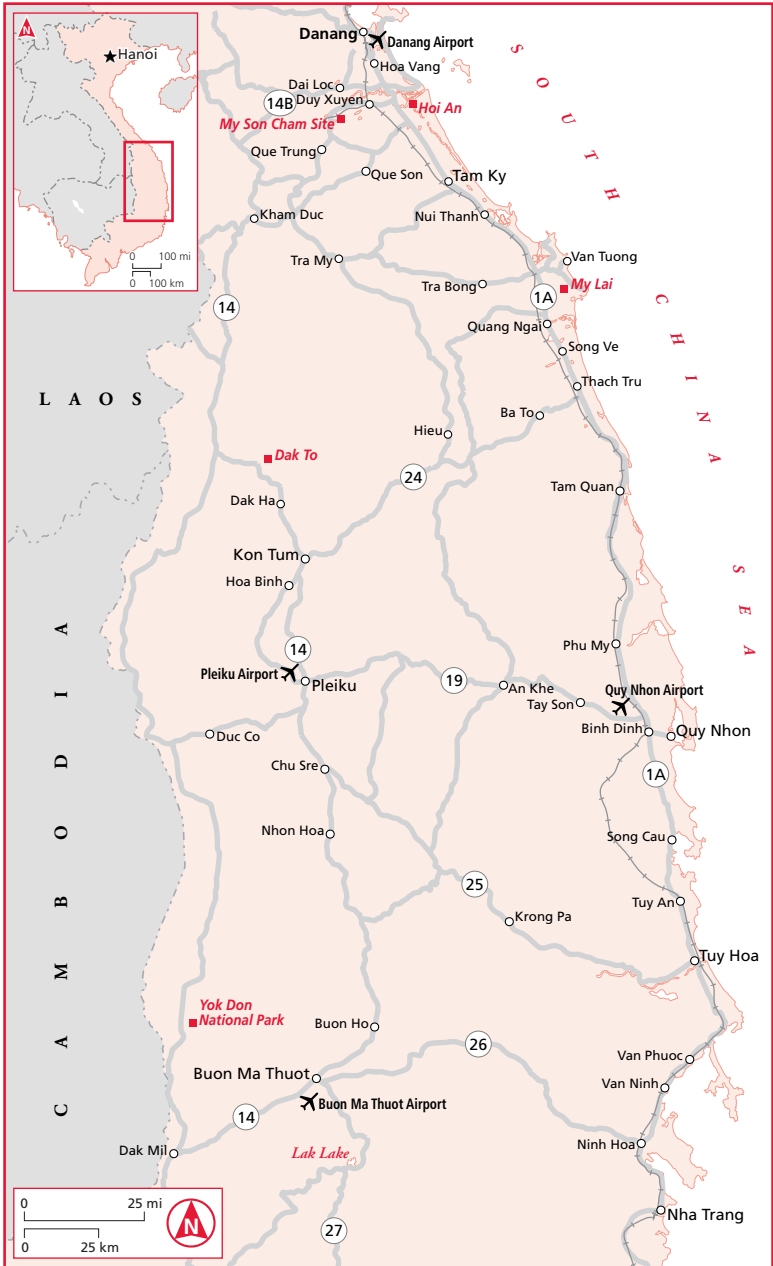 N
Hanoi
0 100 mi
0 100 km
Danang
Danang Airport
Hoa Vang
Dai Loc
14B
Duy Xuyen
Hoi An
My Son Cham Site
Que Trung
Que Son
Tam Ky
Kham Duc
Nui Thanh
Tra My
Van Tuong
Tra Bong
My Lai
14
1A
Quang Ngai
Song Ve
Thach Tru
LAOS
Ba To
Hieu
Dak To
24
Tam Quan
Dak Ha
Kon Tum
Hoa Binh
SOUTH CHINA SEA
Phu My
14
Pleiku Airport
Pleiku
19
An Khe
Quy Nhon Airport
Tay Son
Binh Dinh
Quy Nhon
Duc Co
Chu Sre
1A
Nhon Hoa
Song Cau
CAMBODIA
25
Tuy An
Krong Pa
Tuy Hoa
Yok Don
National Park
Buon Ho
26
Van Phuoc
Buon Ma Thuot
Van Ninh
Buon Ma Thuot Airport
14
Dak Mil
Lak Lake
Ninh Hoa
0 25 mi
0 25 km
N
27
Nha Trang